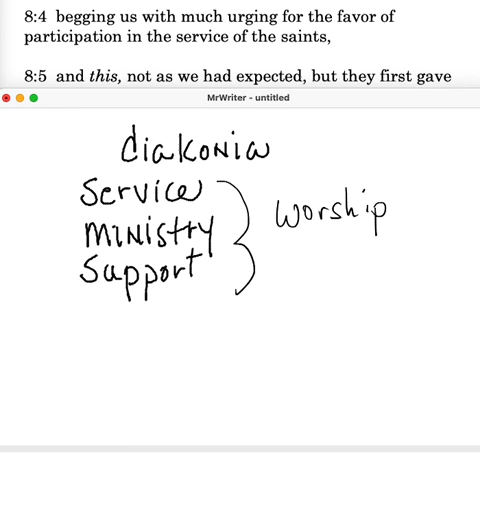 8:4 begging us with much urging for the favor of
participation in the service of the saints,
8:5 and this, not as we had expected, but they first gave
MrWriter - untitled
diakonia
service
ministry
support
worship